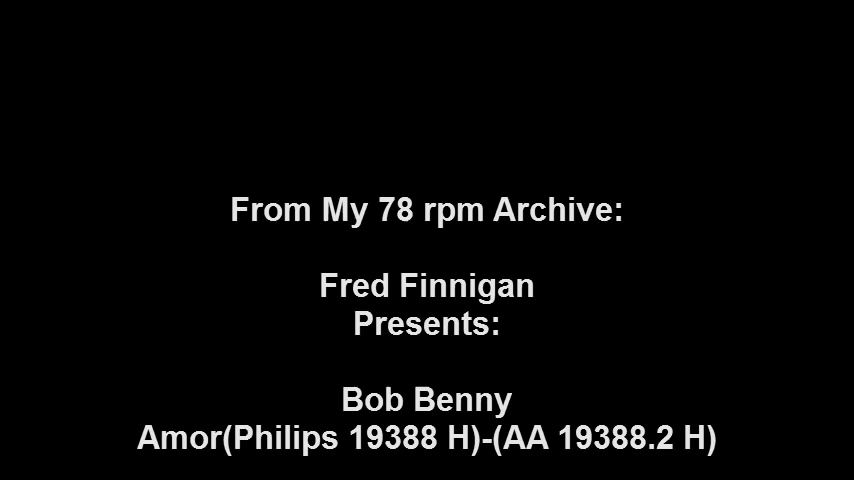 From My 78 rpm Archive:
Fred Finnigan
Presents:
Bob Benny
Amor(Philips 19388 H)-(AA 19388.2 H)